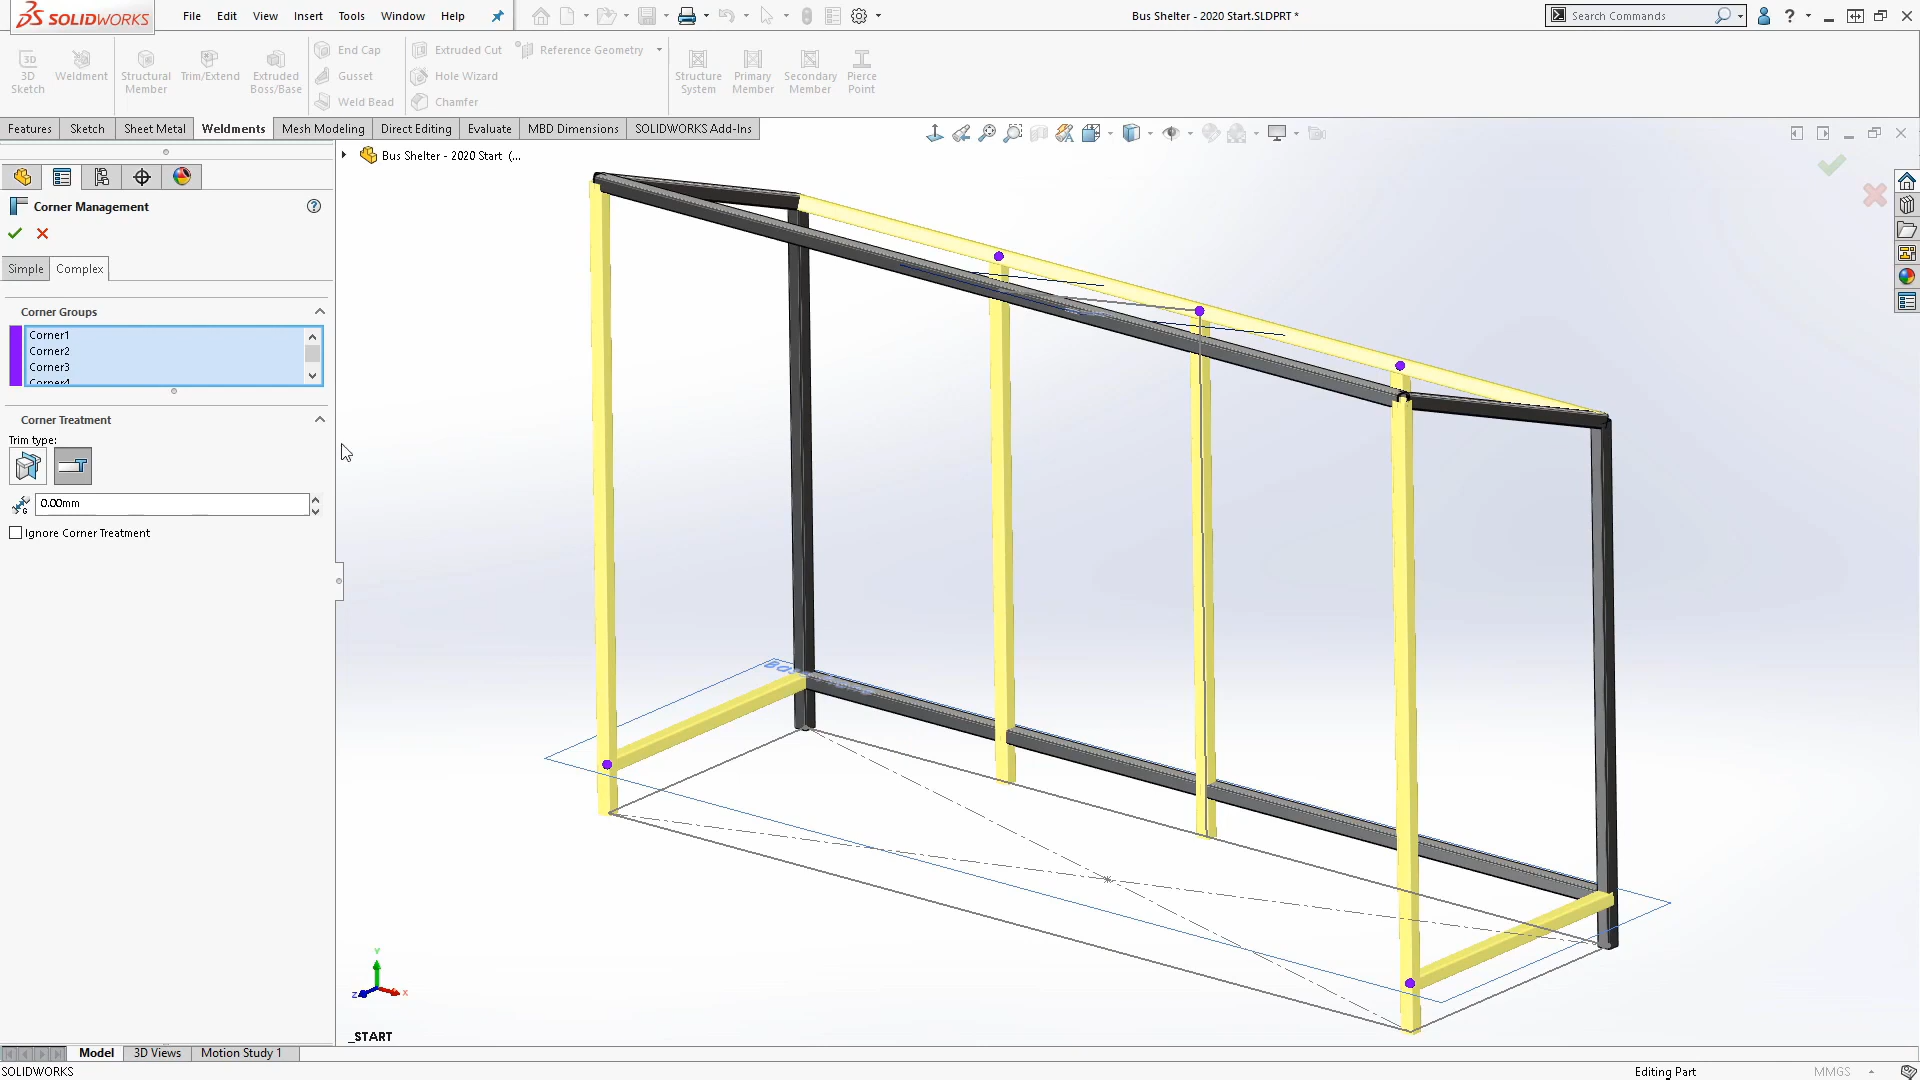 SOLIDWORKS
File Edit View Insert Tools Window Help
Bus Shelter - 2020 Start.SLDPRT *
Search Commands
3D Sketch
Weldment
Structural Member
Trim/Extend
Extruded Boss/Base
End Cap
Gusset
Weld Bead
Extruded Cut
Hole Wizard
Chamfer
Reference Geometry
Structure System
Primary Member
Secondary Member
Pierce Point
Features Sketch Sheet Metal Weldments Mesh Modeling Direct Editing Evaluate MBD Dimensions SOLIDWORKS Add-Ins
Bus Shelter - 2020 Start (...
Corner Management
Simple Complex
Corner Groups
Corner1
Corner2
Corner3
Corner4
Corner Treatment
Trim type:
0.00mm
Ignore Corner Treatment
Y
Z X
_START
Model 3D Views Motion Study 1
SOLIDWORKS
Editing Part
MMGS